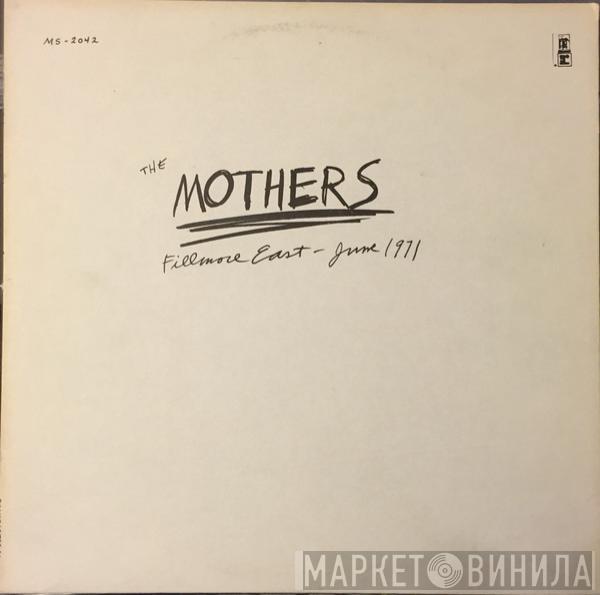 MS-2042
THE
MOTHERS
Fillmore East - June 1971
МАРКЕТ ВИНИЛА